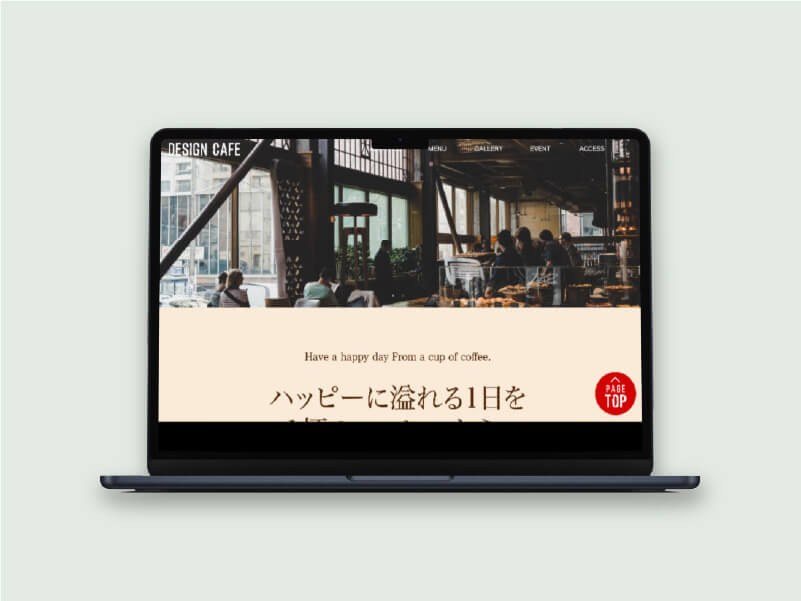 DESIGN CAFE
MENU GALLERY EVENT ACCESS
Have a happy day From a cup of coffee.
ハッピーに溢れる1日を
PAGE
TOP